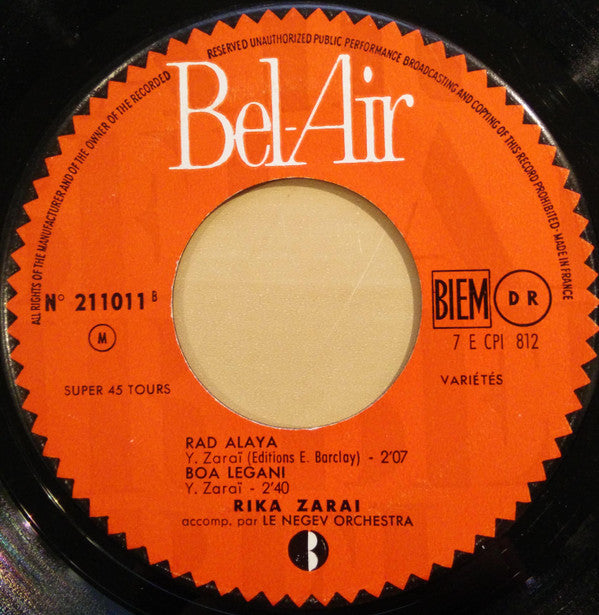 ALL RIGHTS OF THE MANUFACTURER AND OF THE OWNER OF THE RECORDED RESERVED UNAUTHORIZED PUBLIC PERFORMANCE BROADCASTING AND COPYING OF THIS RECORD PROHIBITED · MADE IN FRANCE
Bel-Air
N° 211011 B
M
SUPER 45 TOURS
BIEM DR
7 E CPI 812
VARIÉTÉS
RAD ALAYA
Y. Zaraï (Editions E. Barclay) - 2'07
BOA LEGANI
Y. Zaraï - 2'40
RIKA ZARAI
accomp. par LE NEGEV ORCHESTRA
B